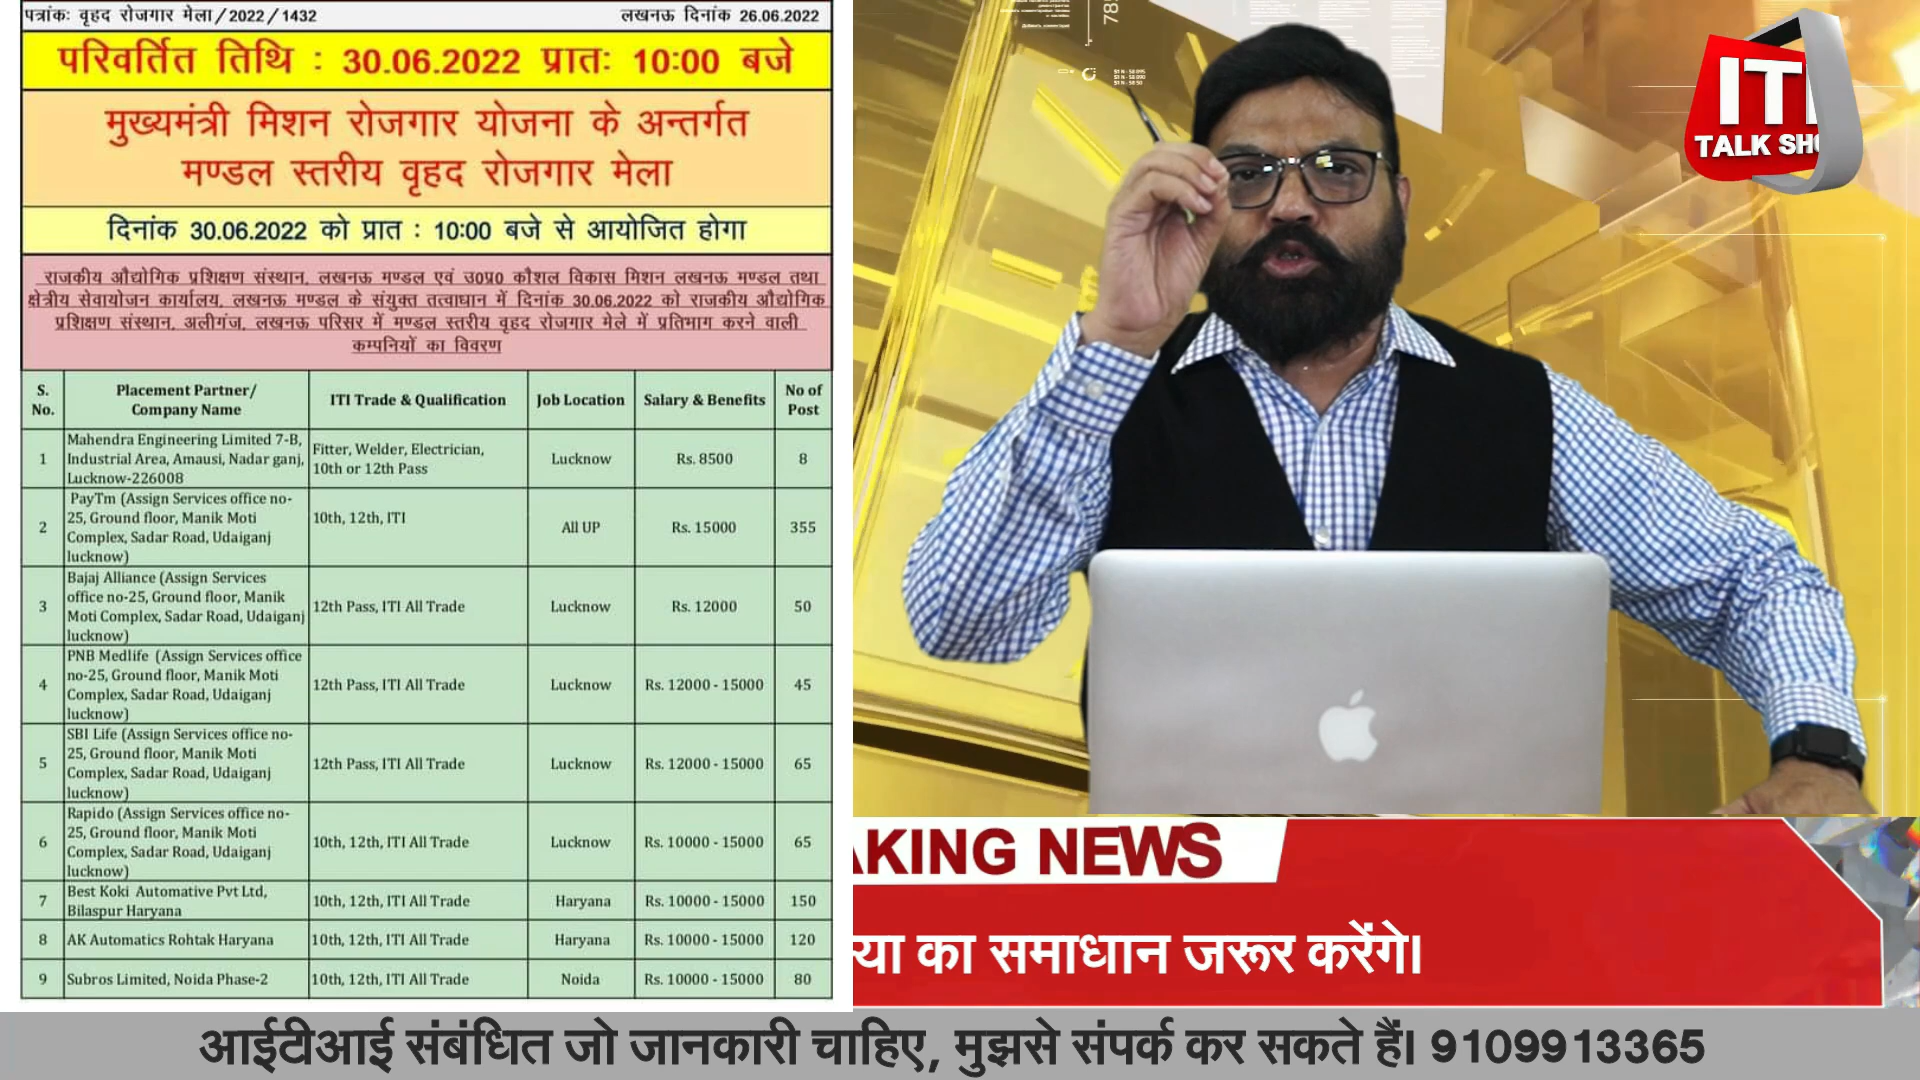 पत्रांकः वृहद रोजगार मेला/2022/1432
लखनऊ दिनांक 26.06.2022
परिवर्तित तिथि : 30.06.2022 प्रातः 10:00 बजे
मुख्यमंत्री मिशन रोजगार योजना के अन्तर्गत
मण्डल स्तरीय वृहद रोजगार मेला
दिनांक 30.06.2022 को प्रात : 10:00 बजे से आयोजित होगा
राजकीय औद्योगिक प्रशिक्षण संस्थान, लखनऊ मण्डल एवं उ0प्र0 कौशल विकास मिशन लखनऊ मण्डल तथा
क्षेत्रीय सेवायोजन कार्यालय, लखनऊ मण्डल के संयुक्त तत्वाधान में दिनांक 30.06.2022 को राजकीय औद्योगिक
प्रशिक्षण संस्थान, अलीगंज, लखनऊ परिसर में मण्डल स्तरीय वृहद रोजगार मेले में प्रतिभाग करने वाली
कम्पनियों का विवरण
S. No. Placement Partner/ Company Name ITI Trade & Qualification Job Location Salary & Benefits No of Post
1 Mahendra Engineering Limited 7-B, Industrial Area, Amausi, Nadar ganj, Lucknow-226008 Fitter, Welder, Electrician, 10th or 12th Pass Lucknow Rs. 8500 8
2 PayTm (Assign Services office no-25, Ground floor, Manik Moti Complex, Sadar Road, Udaiganj lucknow) 10th, 12th, ITI All UP Rs. 15000 355
3 Bajaj Alliance (Assign Services office no-25, Ground floor, Manik Moti Complex, Sadar Road, Udaiganj lucknow) 12th Pass, ITI All Trade Lucknow Rs. 12000 50
4 PNB Medlife (Assign Services office no-25, Ground floor, Manik Moti Complex, Sadar Road, Udaiganj lucknow) 12th Pass, ITI All Trade Lucknow Rs. 12000 - 15000 45
5 SBI Life (Assign Services office no-25, Ground floor, Manik Moti Complex, Sadar Road, Udaiganj lucknow) 12th Pass, ITI All Trade Lucknow Rs. 12000 - 15000 65
6 Rapido (Assign Services office no-25, Ground floor, Manik Moti Complex, Sadar Road, Udaiganj lucknow) 10th, 12th, ITI All Trade Lucknow Rs. 10000 - 15000 65
7 Best Koki Automative Pvt Ltd, Bilaspur Haryana 10th, 12th, ITI All Trade Haryana Rs. 10000 - 15000 150
8 AK Automatics Rohtak Haryana 10th, 12th, ITI All Trade Haryana Rs. 10000 - 15000 120
9 Subros Limited, Noida Phase-2 10th, 12th, ITI All Trade Noida Rs. 10000 - 15000 80
ITI
TALK SHO
AKING NEWS
या का समाधान जरूर करेंगे।
आईटीआई संबंधित जो जानकारी चाहिए, मुझसे संपर्क कर सकते हैं। 9109913365